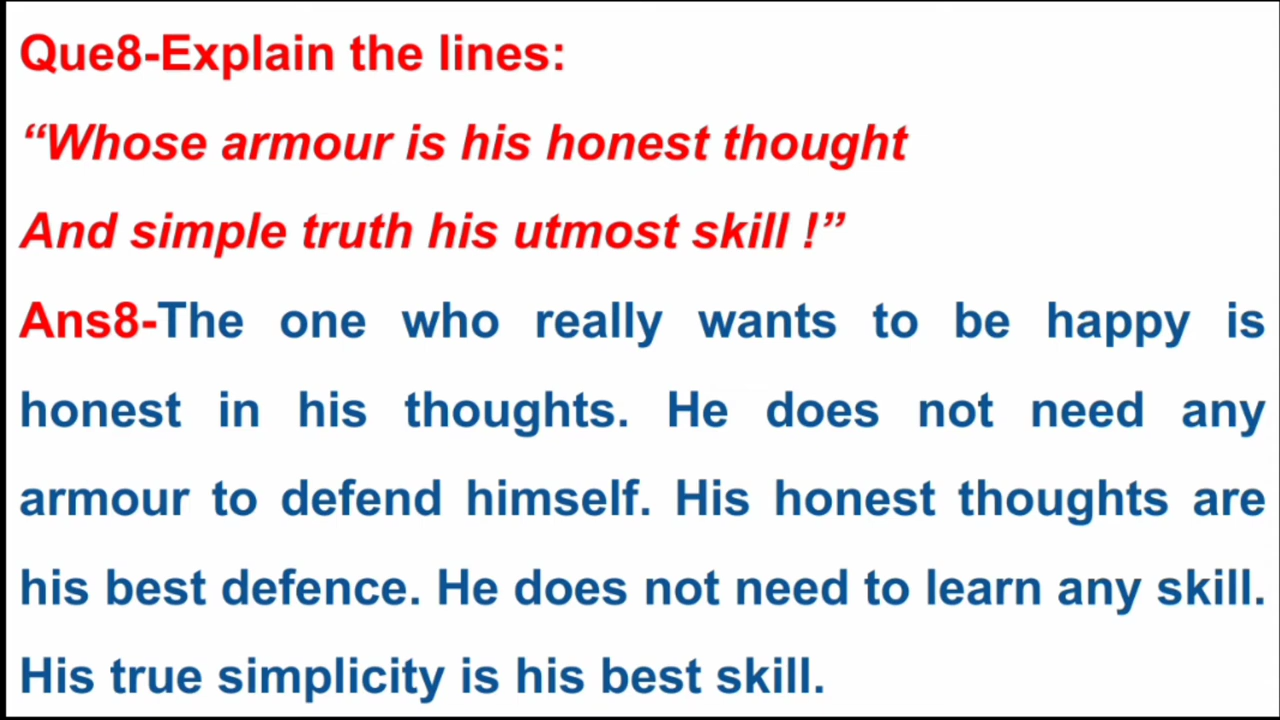 Que8-Explain the lines:
“Whose armour is his honest thought
And simple truth his utmost skill !”
Ans8-The one who really wants to be happy is
honest in his thoughts. He does not need any
armour to defend himself. His honest thoughts are
his best defence. He does not need to learn any skill.
His true simplicity is his best skill.